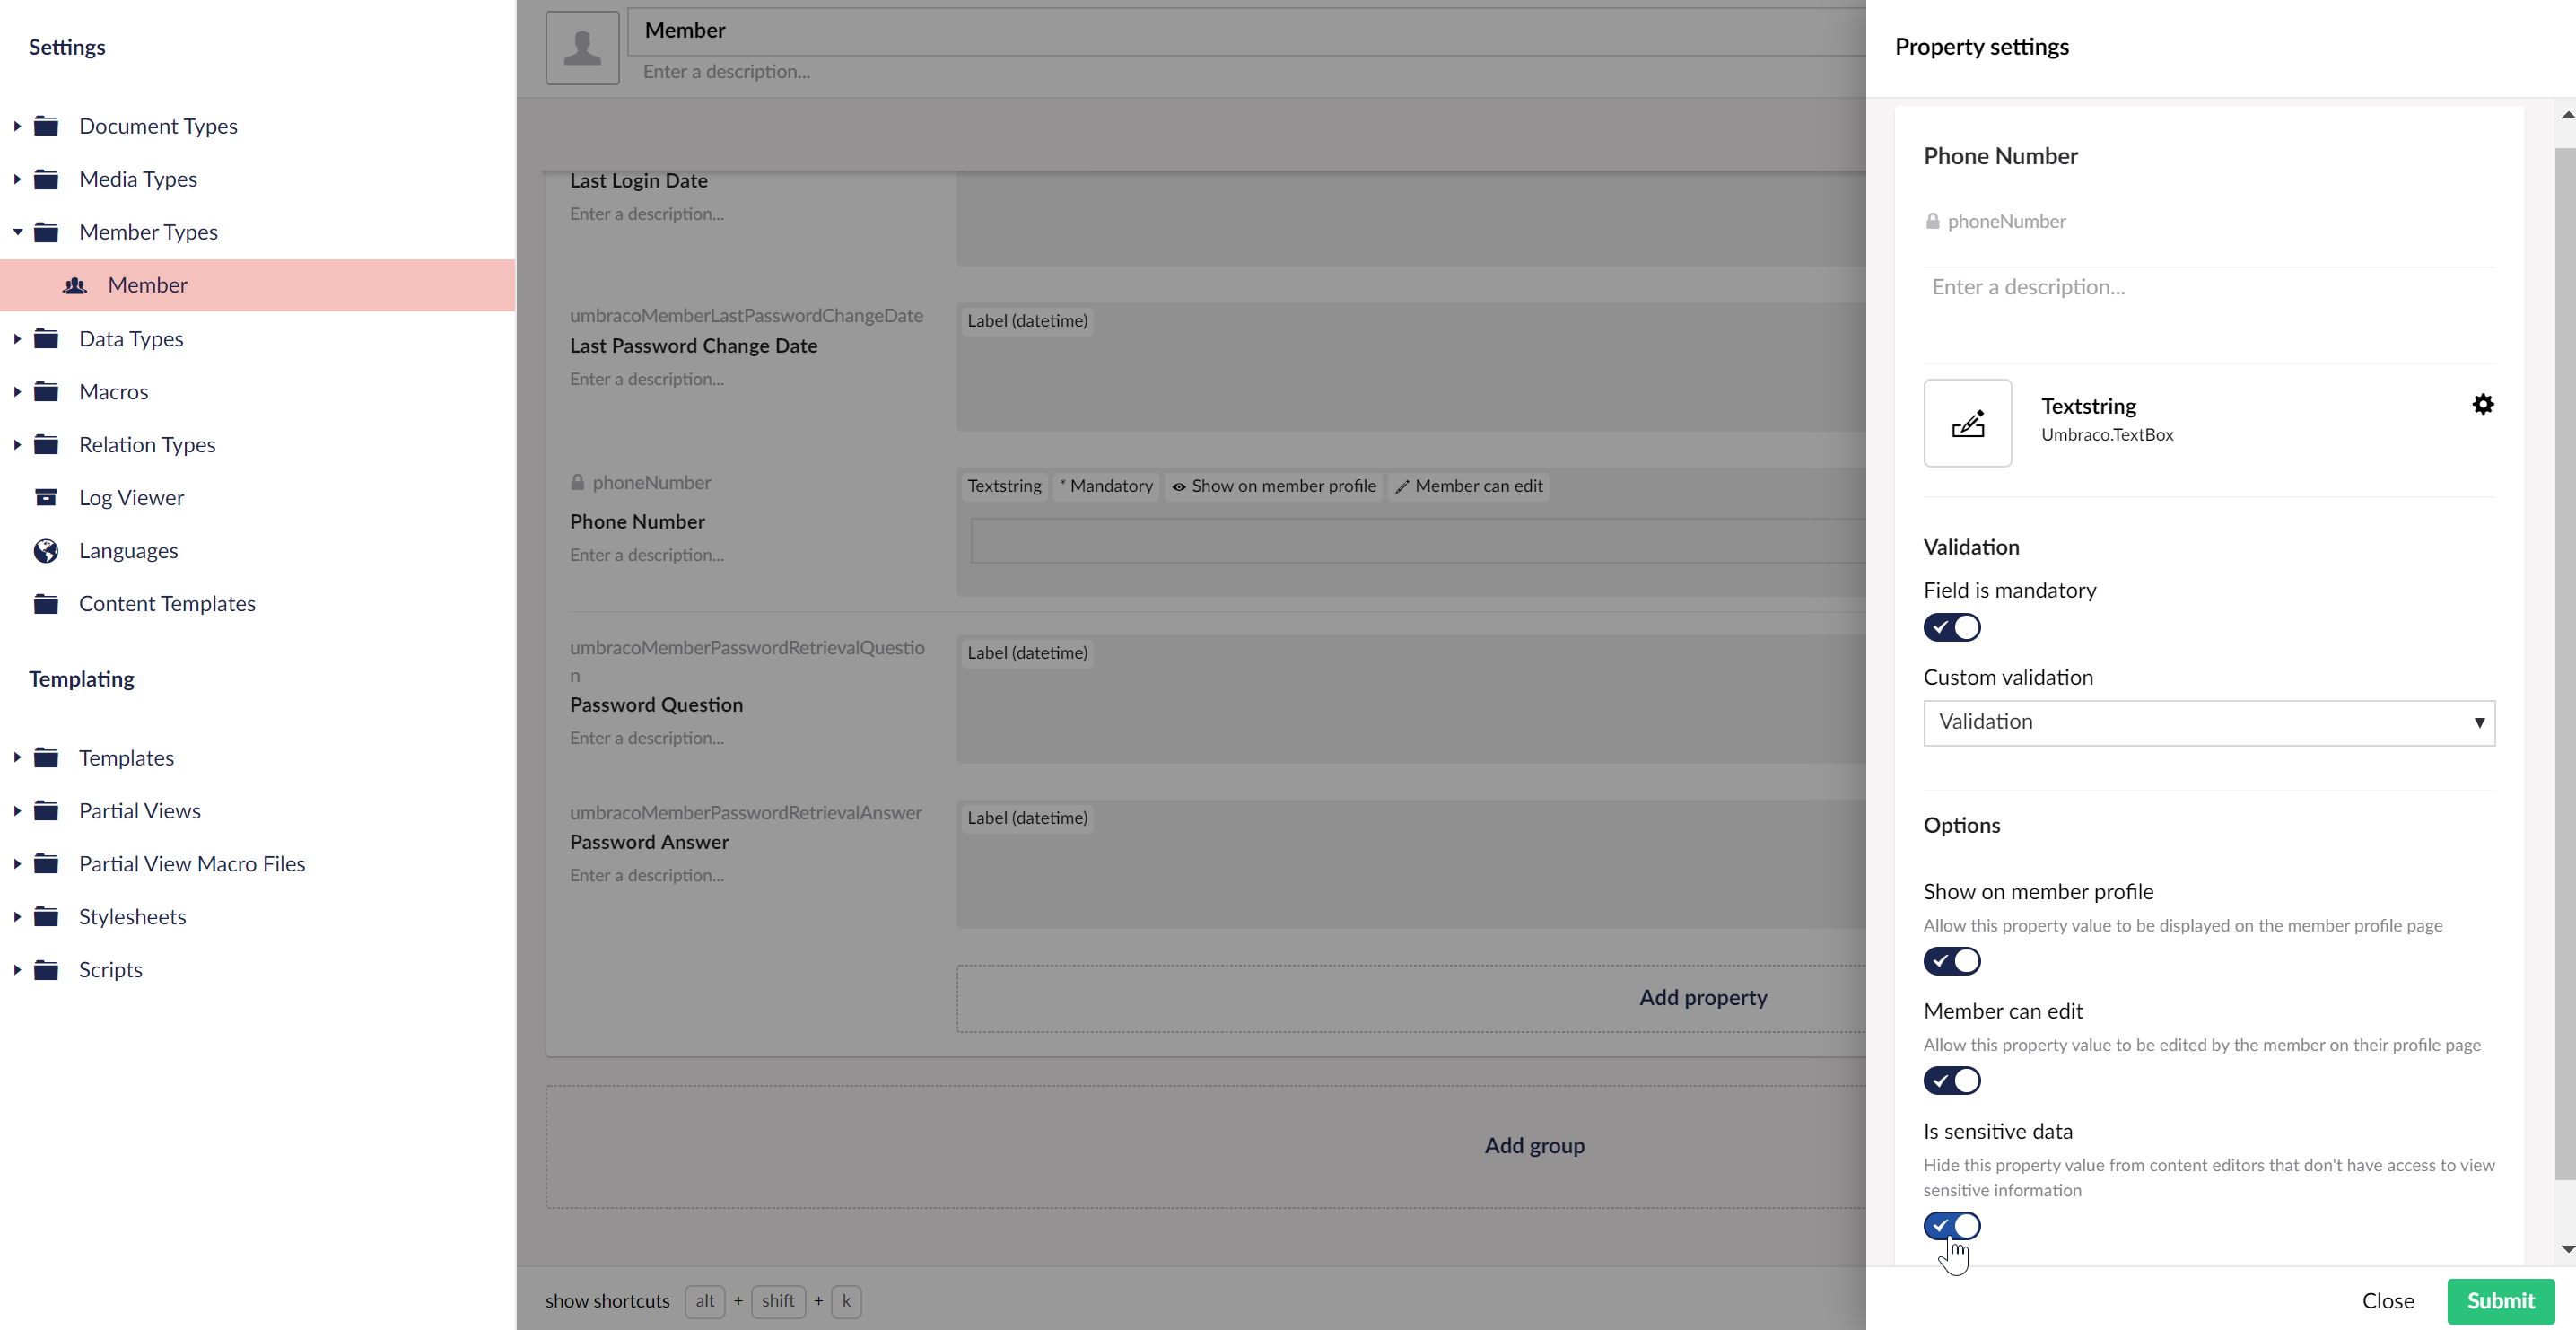 Settings
Document Types
Media Types
Member Types
Member
Data Types
Macros
Relation Types
Log Viewer
Languages
Content Templates
Templating
Templates
Partial Views
Partial View Macro Files
Stylesheets
Scripts
Member
Enter a description...
Last Login Date
Enter a description...
umbracoMemberLastPasswordChangeDate
Last Password Change Date
Enter a description...
Label (datetime)
phoneNumber
Phone Number
Enter a description...
Textstring * Mandatory Show on member profile Member can edit
umbracoMemberPasswordRetrievalQuestio
n
Password Question
Enter a description...
Label (datetime)
umbracoMemberPasswordRetrievalAnswer
Password Answer
Enter a description...
Label (datetime)
Add property
Add group
show shortcuts alt + shift + k
Property settings
Phone Number
phoneNumber
Enter a description...
Textstring
Umbraco.TextBox
Validation
Field is mandatory
Custom validation
Validation
Options
Show on member profile
Allow this property value to be displayed on the member profile page
Member can edit
Allow this property value to be edited by the member on their profile page
Is sensitive data
Hide this property value from content editors that don't have access to view
sensitive information
Close
Submit